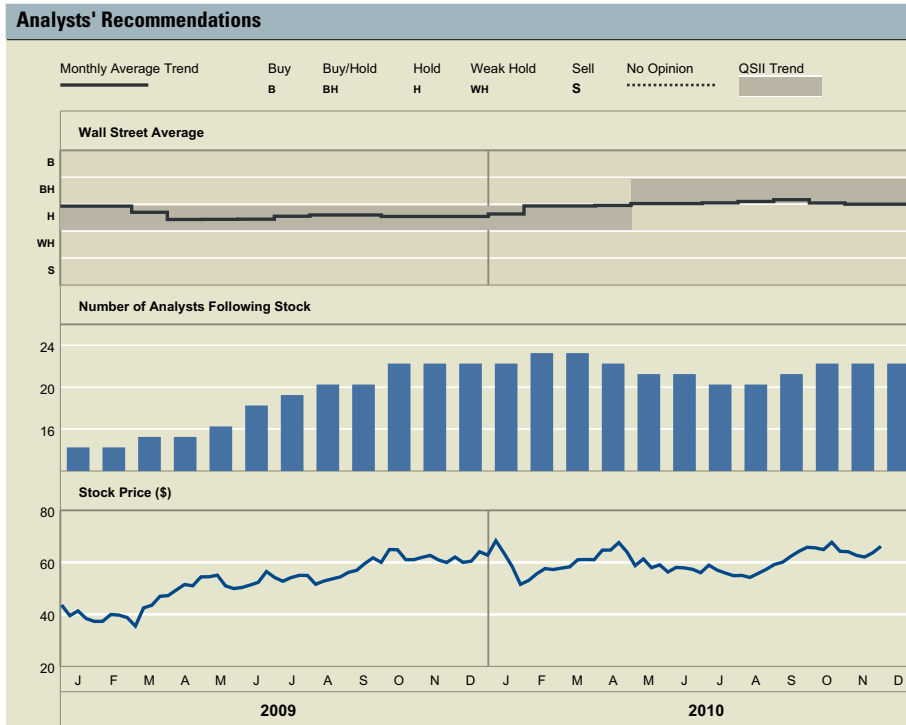 Analysts' Recommendations
Monthly Average Trend Buy Buy/Hold Hold Weak Hold Sell No Opinion QSII Trend
B BH H WH S
Wall Street Average
B
BH
H
WH
S
Number of Analysts Following Stock
24
20
16
Stock Price ($)
80
60
40
20
J F M A M J J A S O N D J F M A M J J A S O N D
2009 2010